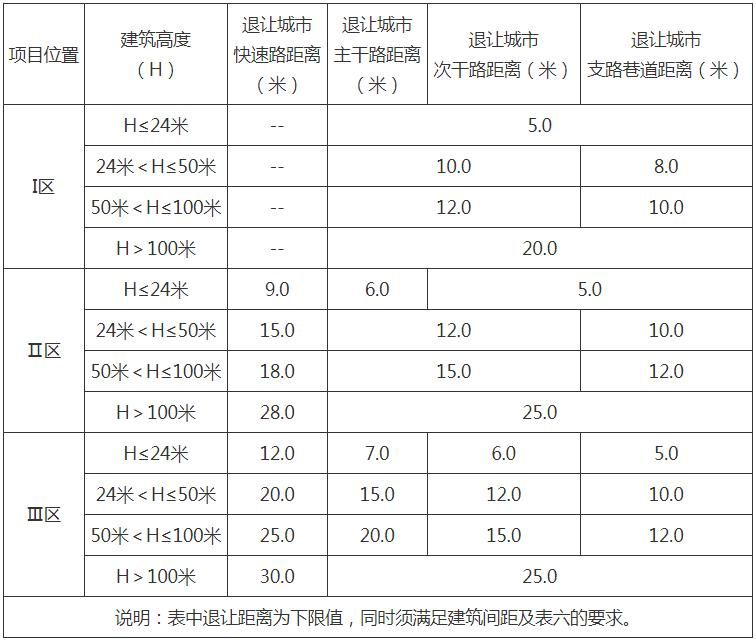 项目位置 建筑高度（H） 退让城市快速路距离（米） 退让城市主干路距离（米） 退让城市次干路距离（米） 退让城市支路巷道距离（米）
Ⅰ区
H≤24米 -- 5.0
24米＜H≤50米 -- 10.0 8.0
50米＜H≤100米 -- 12.0 10.0
H＞100米 -- 20.0
Ⅱ区
H≤24米 9.0 6.0 5.0
24米＜H≤50米 15.0 12.0 10.0
50米＜H≤100米 18.0 15.0 12.0
H＞100米 28.0 25.0
Ⅲ区
H≤24米 12.0 7.0 6.0 5.0
24米＜H≤50米 20.0 15.0 12.0 10.0
50米＜H≤100米 25.0 20.0 15.0 12.0
H＞100米 30.0 25.0
说明：表中退让距离为下限值，同时须满足建筑间距及表六的要求。